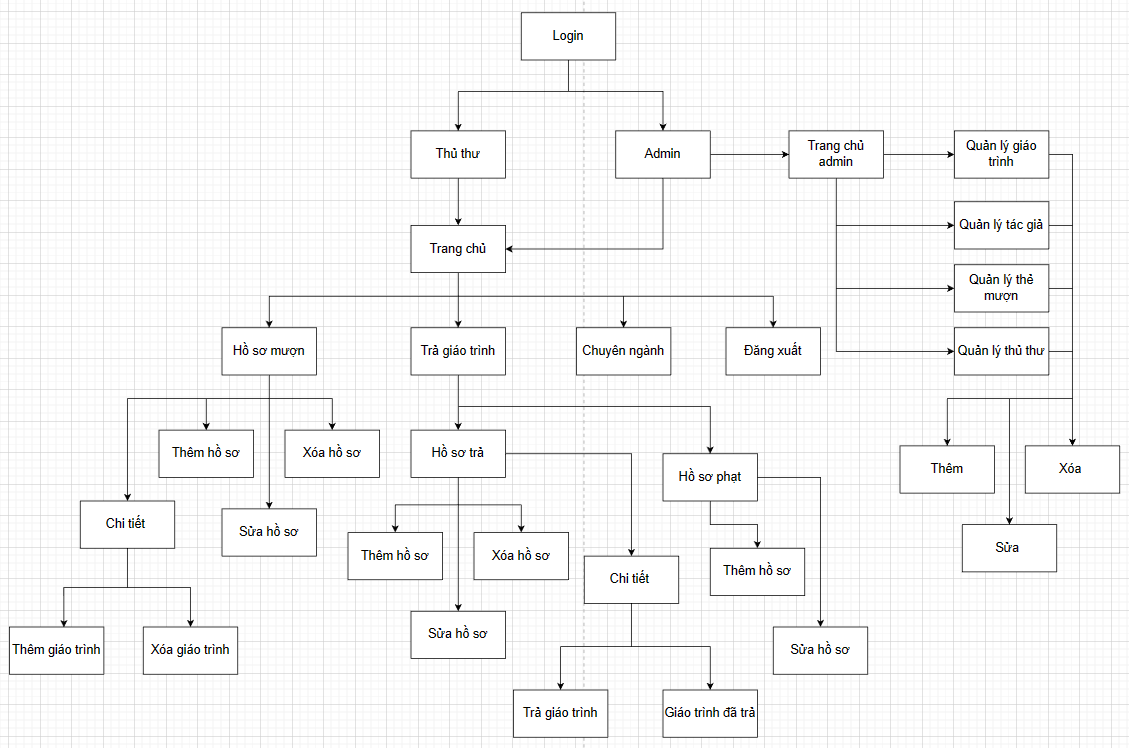 Login
Thủ thư
Admin
Trang chủ
admin
Quản lý giáo
trình
Quản lý tác giả
Trang chủ
Quản lý thẻ
mượn
Hồ sơ mượn
Trả giáo trình
Chuyên ngành
Đăng xuất
Quản lý thủ thư
Thêm hồ sơ
Xóa hồ sơ
Hồ sơ trả
Hồ sơ phạt
Thêm
Xóa
Chi tiết
Sửa hồ sơ
Thêm hồ sơ
Xóa hồ sơ
Chi tiết
Thêm hồ sơ
Sửa
Thêm giáo trình
Xóa giáo trình
Sửa hồ sơ
Sửa hồ sơ
Trả giáo trình
Giáo trình đã trả